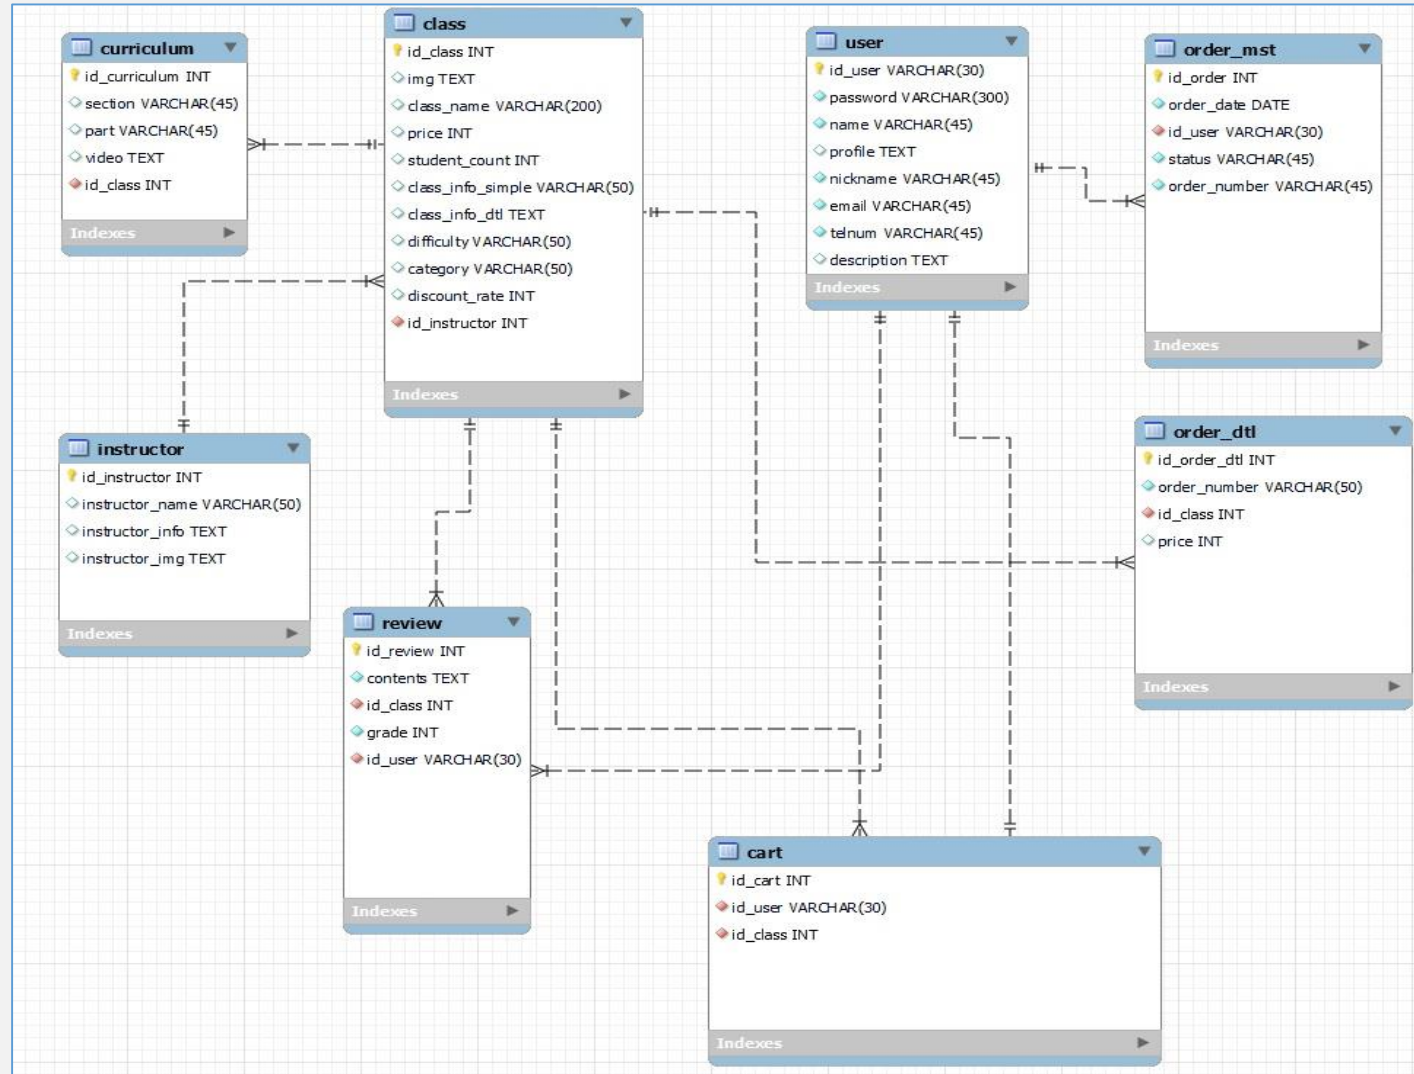 curriculum
id_curriculum INT
section VARCHAR(45)
part VARCHAR(45)
video TEXT
id_class INT
Indexes
class
id_class INT
img TEXT
class_name VARCHAR(200)
price INT
student_count INT
class_info_simple VARCHAR(50)
class_info_dtl TEXT
difficulty VARCHAR(50)
category VARCHAR(50)
discount_rate INT
id_instructor INT
Indexes
user
id_user VARCHAR(30)
password VARCHAR(300)
name VARCHAR(45)
profile TEXT
nickname VARCHAR(45)
email VARCHAR(45)
telnum VARCHAR(45)
description TEXT
Indexes
order_mst
id_order INT
order_date DATE
id_user VARCHAR(30)
status VARCHAR(45)
order_number VARCHAR(45)
Indexes
instructor
id_instructor INT
instructor_name VARCHAR(50)
instructor_info TEXT
instructor_img TEXT
Indexes
order_dtl
id_order_dtl INT
order_number VARCHAR(50)
id_class INT
price INT
Indexes
review
id_review INT
contents TEXT
id_class INT
grade INT
id_user VARCHAR(30)
Indexes
cart
id_cart INT
id_user VARCHAR(30)
id_class INT
Indexes